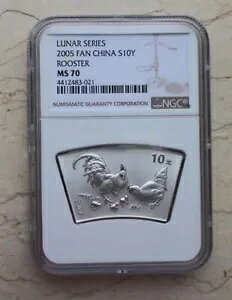 LUNAR SERIES
2005 FAN CHINA S10Y
ROOSTER
MS 70
4412483-021
NUMISMATIC GUARANTY CORPORATION
NGC
10元